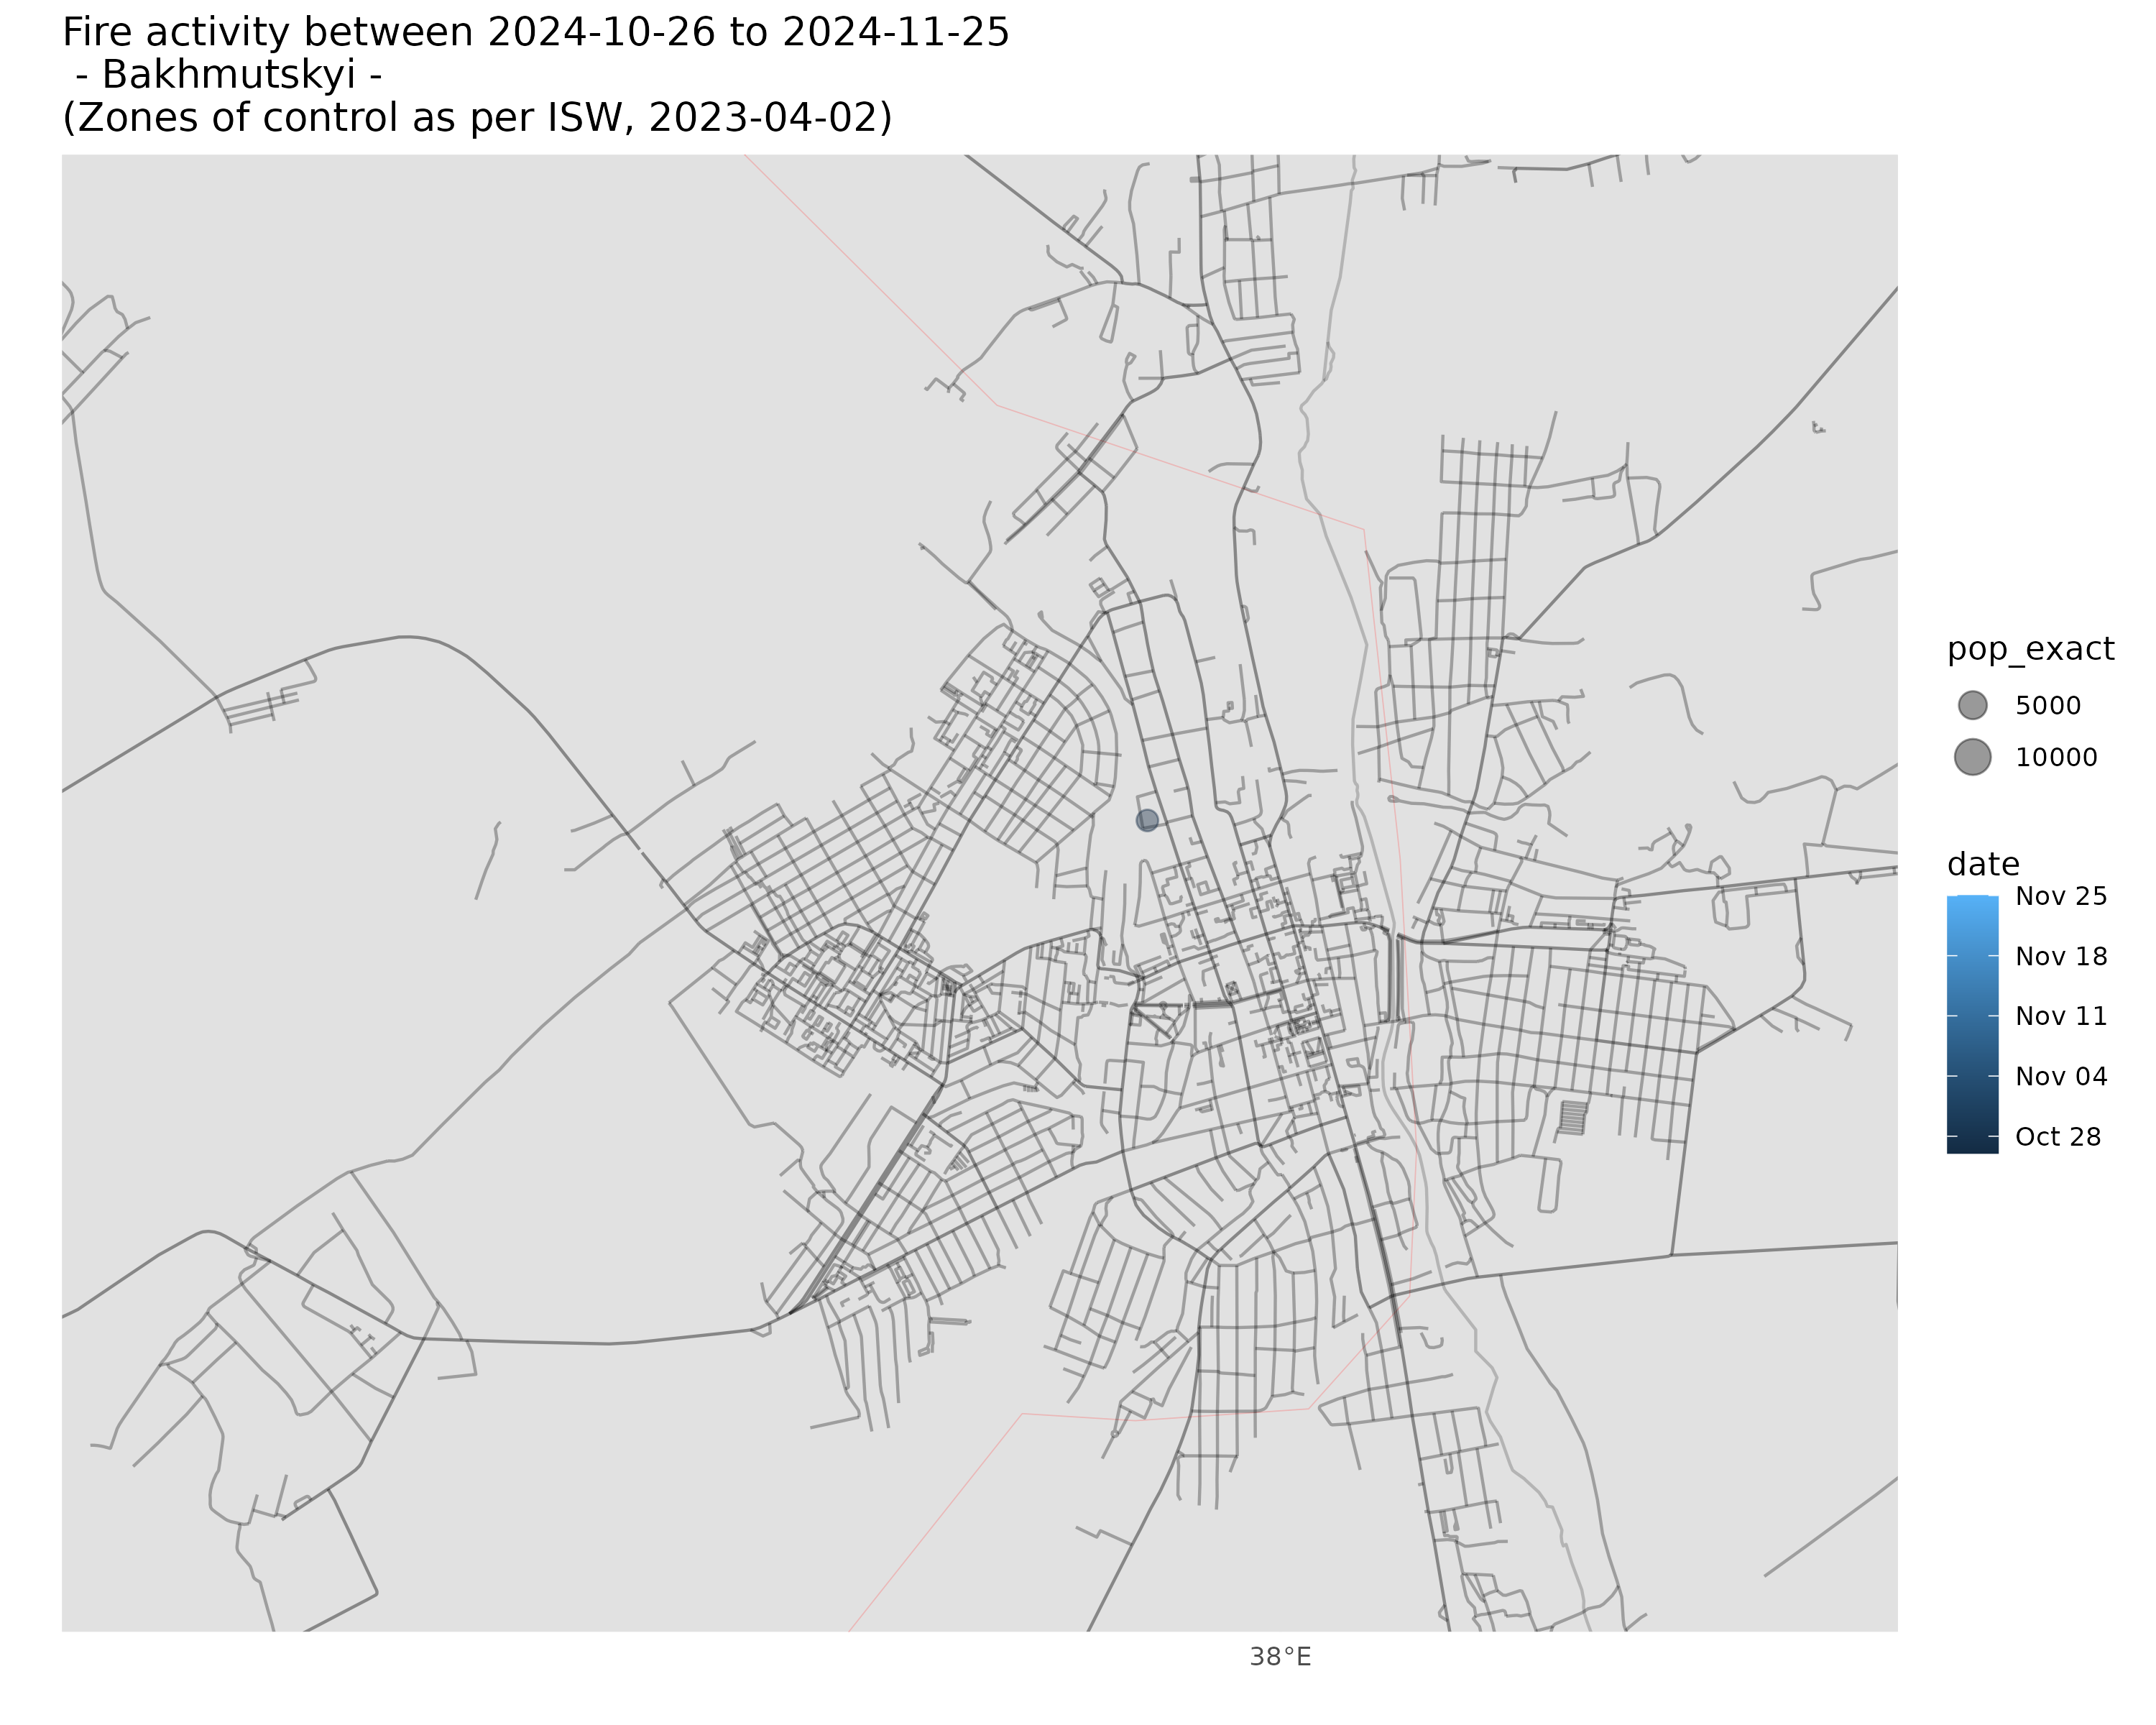 Fire activity between 2024-10-26 to 2024-11-25
- Bakhmutskyi -
(Zones of control as per ISW, 2023-04-02)
pop_exact
5000
10000
date
Nov 25
Nov 18
Nov 11
Nov 04
Oct 28
38°E